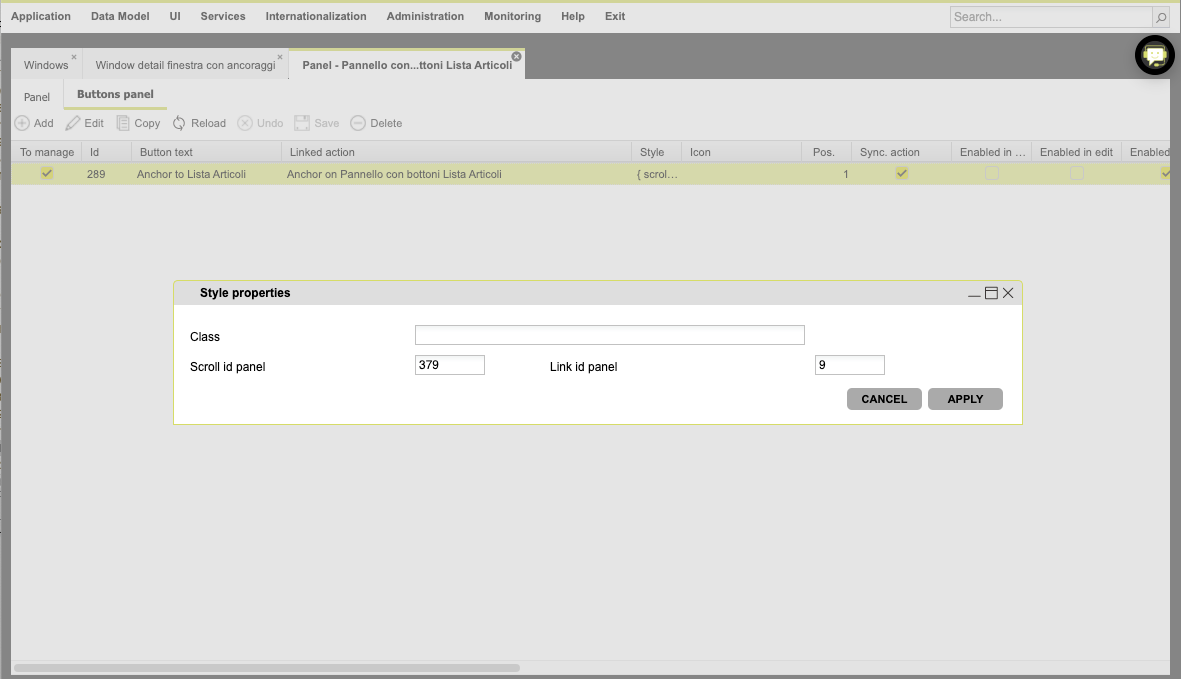 Application Data Model UI Services Internationalization Administration Monitoring Help Exit Search...
Windows Window detail finestra con ancoraggi Panel - Pannello con...ttoni Lista Articoli
Panel Buttons panel
Add Edit Copy Reload Undo Save Delete
To manage Id Button text Linked action Style Icon Pos. Sync. action Enabled in ... Enabled in edit Enabled
289 Anchor to Lista Articoli Anchor on Pannello con bottoni Lista Articoli { scrol... 1
Style properties
Class
Scroll id panel 379 Link id panel 9
CANCEL APPLY